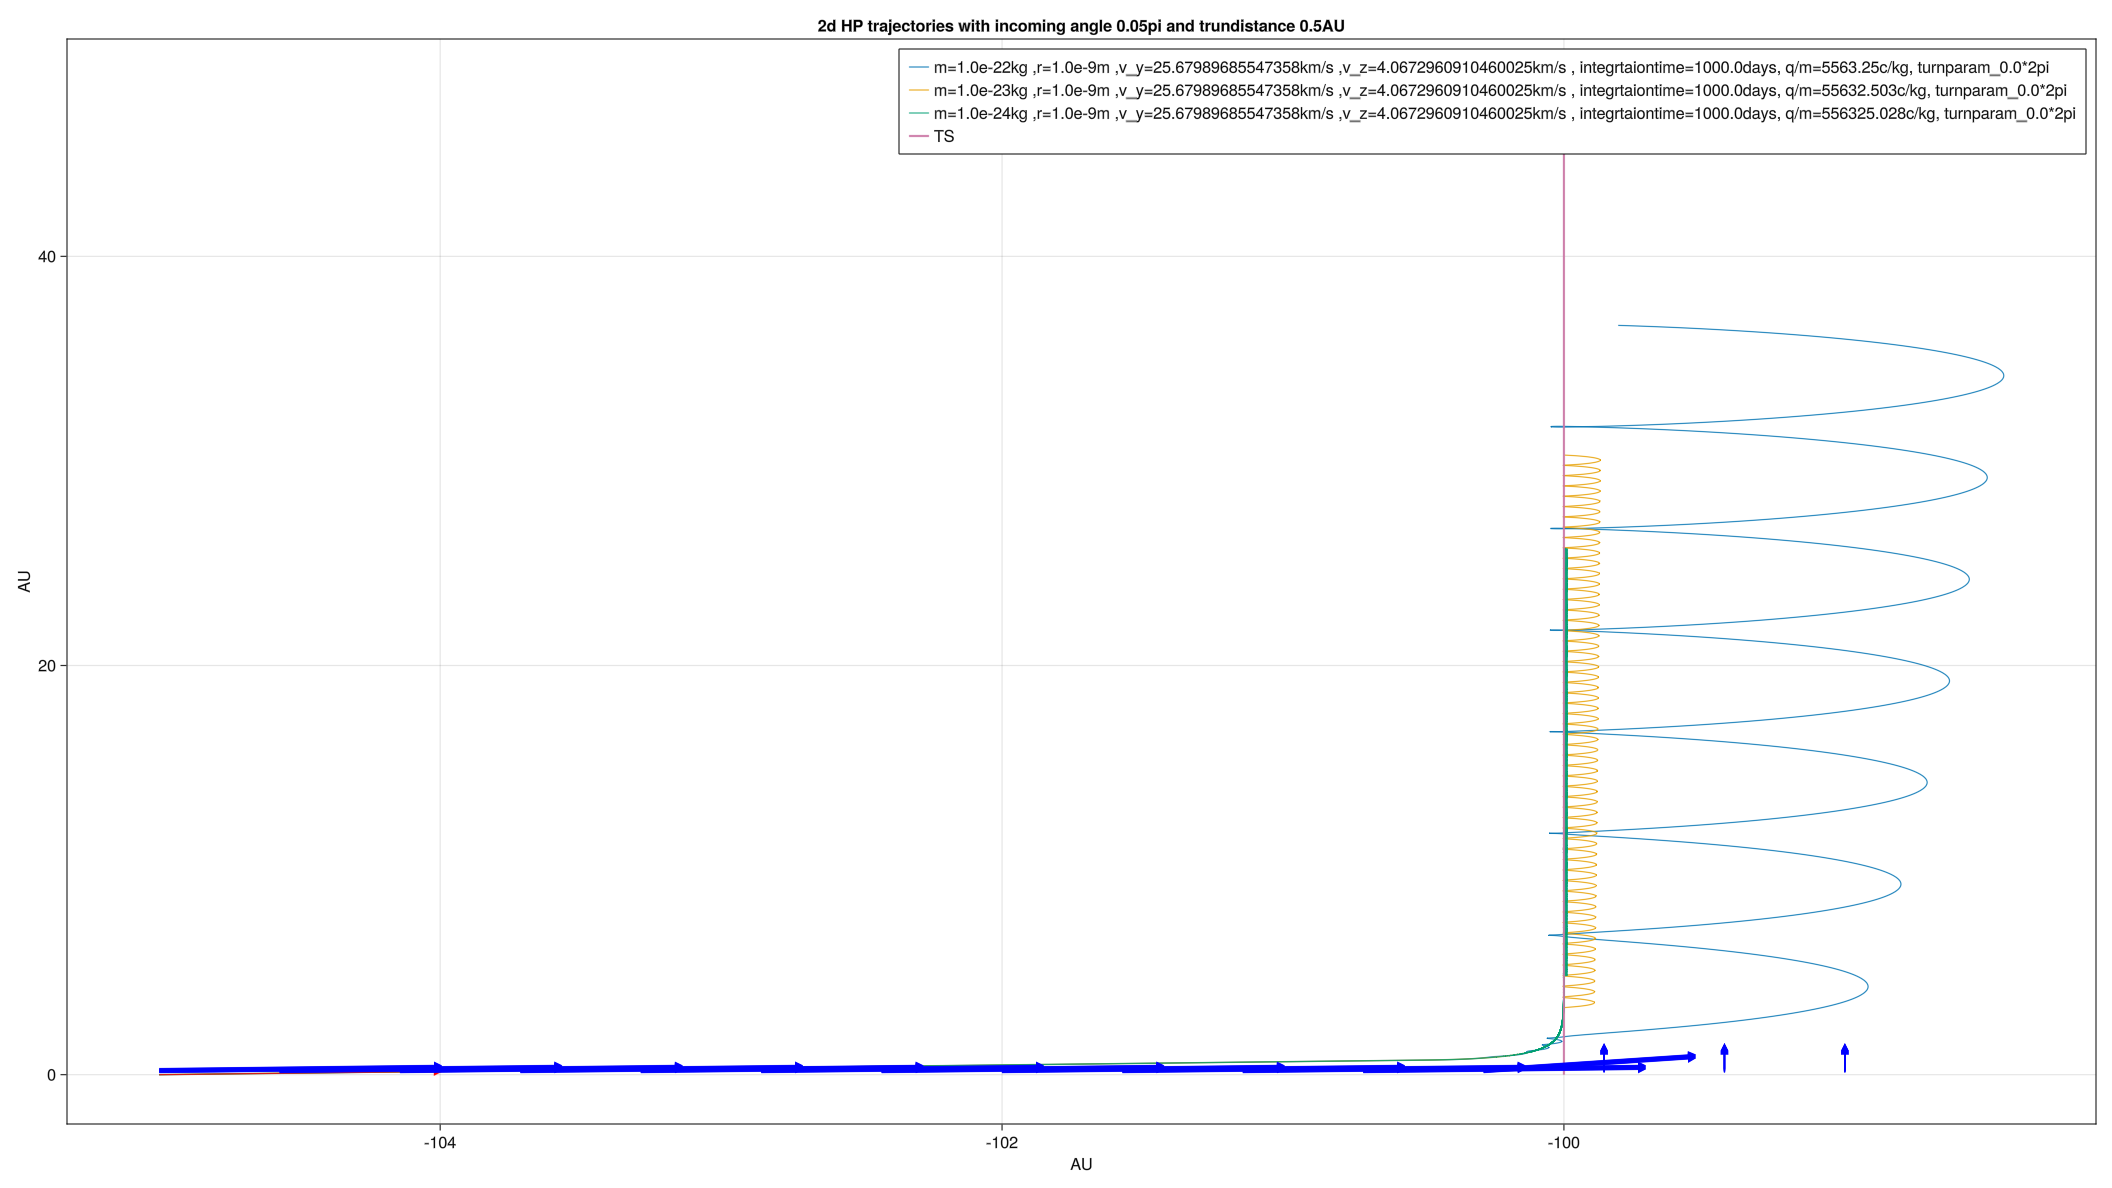 2d HP trajectories with incoming angle 0.05pi and trundistance 0.5AU
m=1.0e-22kg ,r=1.0e-9m ,v_y=25.67989685547358km/s ,v_z=4.0672960910460025km/s , integrtaiontime=1000.0days, q/m=5563.25c/kg, turnparam_0.0*2pi
m=1.0e-23kg ,r=1.0e-9m ,v_y=25.67989685547358km/s ,v_z=4.0672960910460025km/s , integrtaiontime=1000.0days, q/m=55632.503c/kg, turnparam_0.0*2pi
m=1.0e-24kg ,r=1.0e-9m ,v_y=25.67989685547358km/s ,v_z=4.0672960910460025km/s , integrtaiontime=1000.0days, q/m=556325.028c/kg, turnparam_0.0*2pi
TS
40
20
0
AU
-104
-102
-100
AU